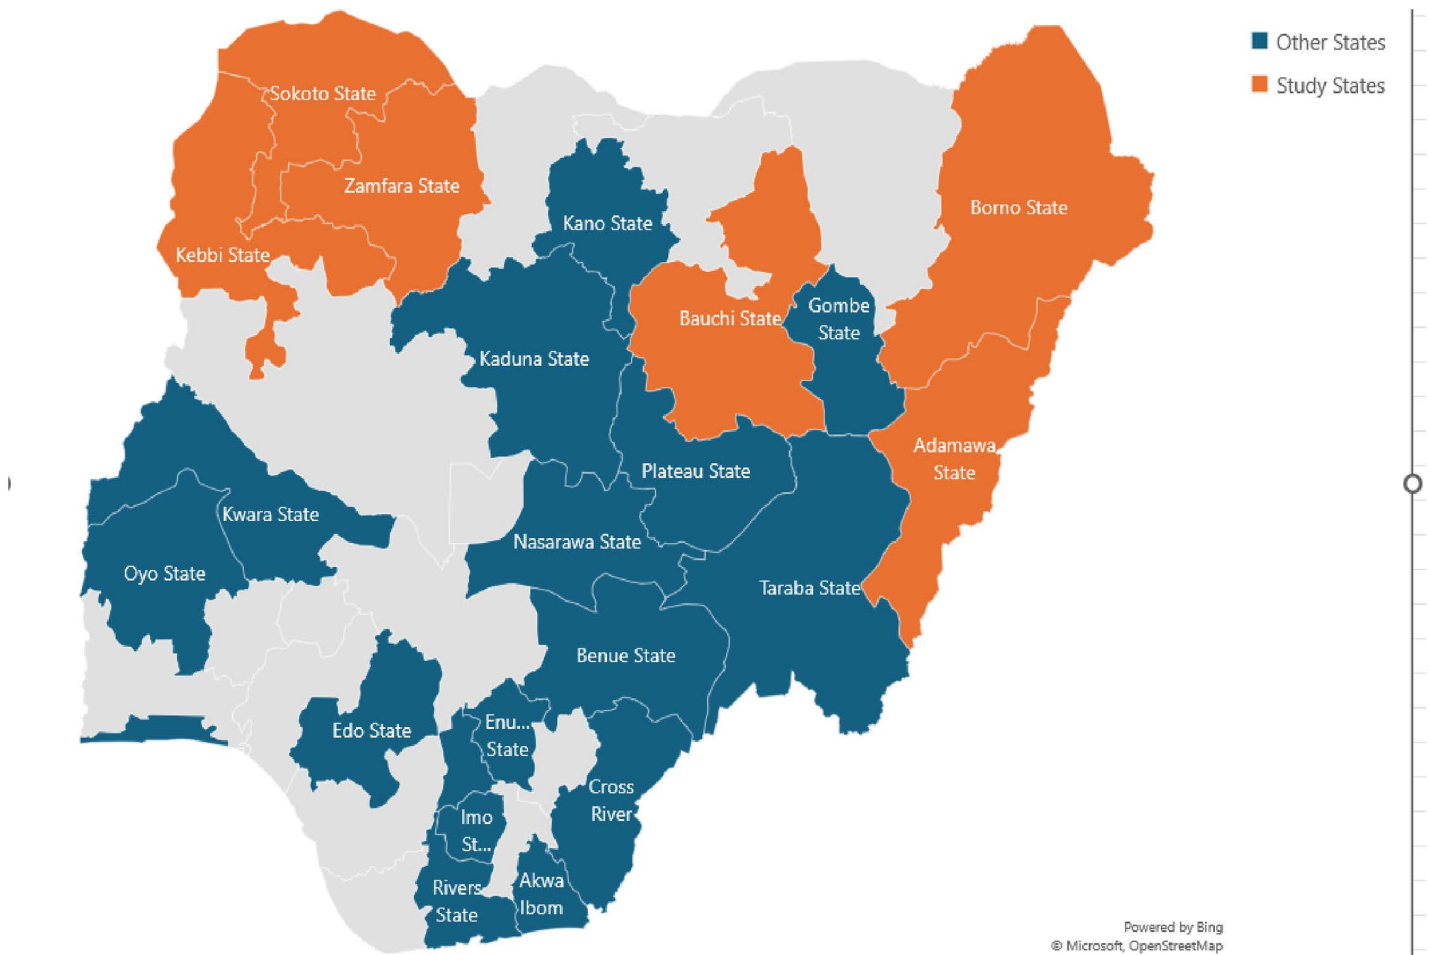 Other States
Study States
Sokoto State
Zamfara State
Kebbi State
Kano State
Borno State
Bauchi State
Gombe
State
Kaduna State
Adamawa
State
Plateau State
Kwara State
Nasarawa State
Oyo State
Taraba State
Benue State
Edo State
Enu...
State
Cross
River
Imo
St...
Rivers
State
Akwa
Ibom
Powered by Bing
© Microsoft, OpenStreetMap